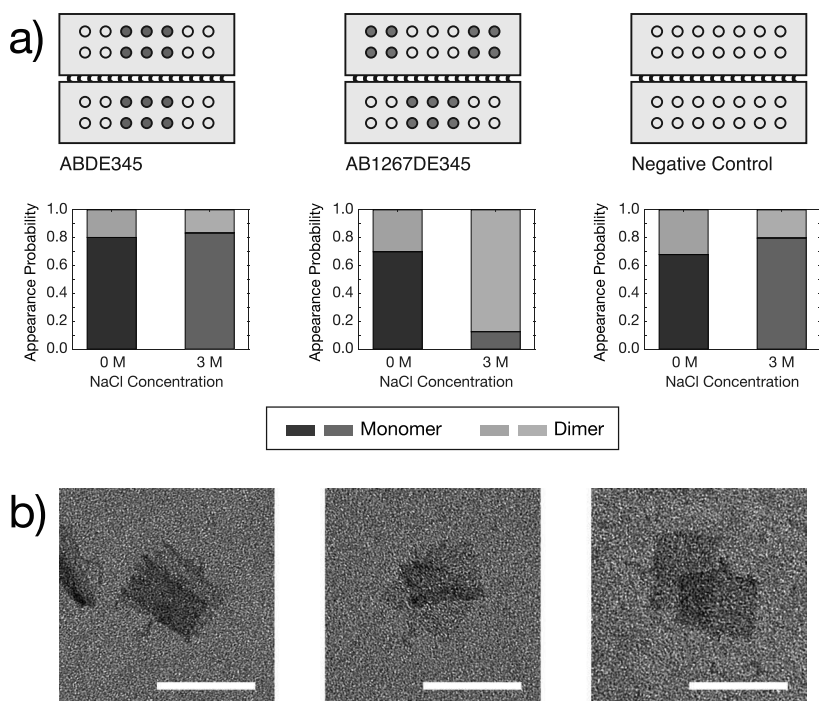 a)
ABDE345 AB1267DE345 Negative Control
Appearance Probability Appearance Probability Appearance Probability
1.0 1.0 1.0
0.8 0.8 0.8
0.6 0.6 0.6
0.4 0.4 0.4
0.2 0.2 0.2
0.0 0.0 0.0
0 M 3 M 0 M 3 M 0 M 3 M
NaCl Concentration NaCl Concentration NaCl Concentration
Monomer Dimer
b)